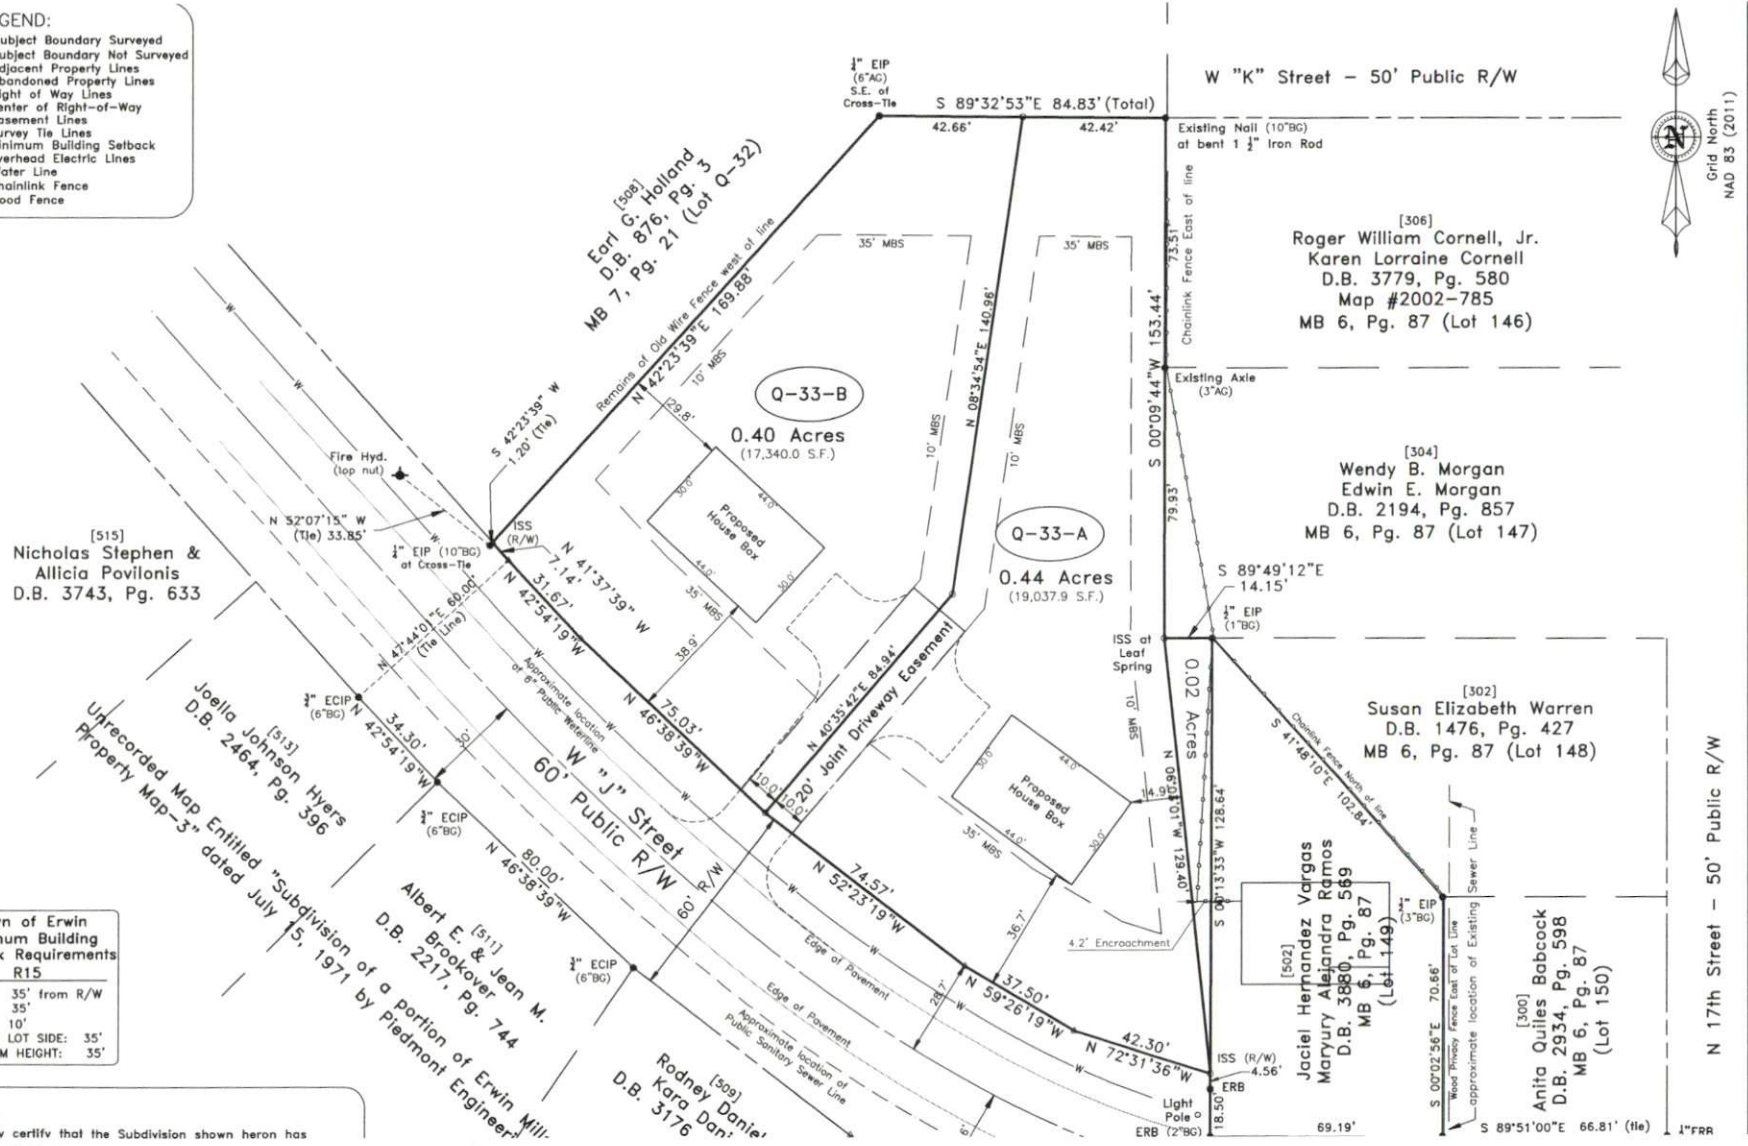 GEND:
ubject Boundary Surveyed
ubject Boundary Not Surveyed
djacent Property Lines
bandoned Property Lines
ight of Way Lines
enter of Right-of-Way
asement Lines
urvey Tie Lines
inimum Building Setback
verhead Electric Lines
ater Line
hainlink Fence
ood Fence
W "K" Street - 50' Public R/W
Grid North
NAD 83 (2011)
N
½" EIP
(6"AG)
S.E. of
Cross-Tie
S 89°32'53"E 84.83' (Total)
42.66'
42.42'
Existing Nail (10"BG)
at bent 1 ½" Iron Rod
[508]
Earl G. Holland
D.B. 876, Pg. 3
MB 7, Pg. 21 (Lot Q-32)
Remains of Old Wire Fence west of line
N 42°23'39"E 169.88'
10' MBS
35' MBS
35' MBS
N 08°34'54"E 140.96'
10' MBS
10' MBS
S 00°09'44"W 153.44'
73.51'
Chainlink Fence East of line
[306]
Roger William Cornell, Jr.
Karen Lorraine Cornell
D.B. 3779, Pg. 580
Map #2002-785
MB 6, Pg. 87 (Lot 146)
Existing Axle
(3"AG)
79.93'
[304]
Wendy B. Morgan
Edwin E. Morgan
D.B. 2194, Pg. 857
MB 6, Pg. 87 (Lot 147)
Q-33-B
0.40 Acres
(17,340.0 S.F.)
29.8'
30.0'
44.0'
Proposed
House Box
44.0'
30.0'
35' MBS
38.9'
Q-33-A
0.44 Acres
(19,037.9 S.F.)
S 42°23'39" W
1.20' (Tie)
Fire Hyd.
(top nut)
N 52°07'15" W
(Tie) 33.85'
½" EIP (10"BG)
at Cross-Tie
ISS
(R/W)
N 41°37'39" W
7.14'
31.67'
N 42°54'19"W
N 47°44'01"E 60.00'
(Tie Line)
[515]
Nicholas Stephen &
Allicia Povilonis
D.B. 3743, Pg. 633
S 89°49'12"E
14.15'
½" EIP
(1"BG)
ISS at
Leaf
Spring
0.02 Acres
10' MBS
[302]
Susan Elizabeth Warren
D.B. 1476, Pg. 427
MB 6, Pg. 87 (Lot 148)
Chainlink Fence North of line
S 41°48'10"E 102.84'
N 17th Street - 50' Public R/W
N 40°35'42"E 84.94'
20' Joint Driveway Easement
10.0'
10.0'
75.03'
N 46°38'39"W
Approximate location
of 6" Public Waterline
W "J" Street
60' Public R/W
60' R/W
30'
¾" ECIP
(6"BG)
34.30'
N 42°54'19"W
¾" ECIP
(6"BG)
80.00'
N 46°38'39"W
¾" ECIP
(6"BG)
[513]
Joella Johnson Hyers
D.B. 2464, Pg. 396
Unrecorded Map Entitled "Subdivision of a portion of Erwin Mill
Property Map-3" dated July 15, 1971 by Piedmont Engineeri
[511]
Albert E. & Jean M.
Brookover
D.B. 2217, Pg. 744
[509]
Rodney Daniel
Kara Dani
D.B. 3176
30.0'
44.0'
Proposed
House Box
44.0'
30.0'
35' MBS
14.9'
N 06°01'01"W 129.40'
S 00°13'33"W 128.64'
4.2' Encroachment
74.57'
N 52°23'19"W
36.7'
28.7'
37.50'
N 59°26'19"W
42.30'
N 72°31'36"W
Edge of Pavement
Edge of Pavement
Approximate location of
Public Sanitary Sewer Line
ISS (R/W)
4.56'
ERB
Light
Pole
ERB (2"BG)
18.50'
69.19'
[502]
Jaciel Hernandez Vargas
Maryury Alejandra Ramos
D.B. 3880, Pg. 569
MB 6, Pg. 87
(Lot 149)
EIP
(3"BG)
S 00°02'56"E 70.66'
Wood Privacy Fence East of Lot Line
approximate location of Existing Sewer Line
[300]
Anita Quiles Babcock
D.B. 2934, Pg. 598
MB 6, Pg. 87
(Lot 150)
S 89°51'00"E 66.81' (tie)
wn of Erwin
num Building
k Requirements
R15
35' from R/W
35'
10'
LOT SIDE: 35'
M HEIGHT: 35'
y certify that the Subdivision shown heron has